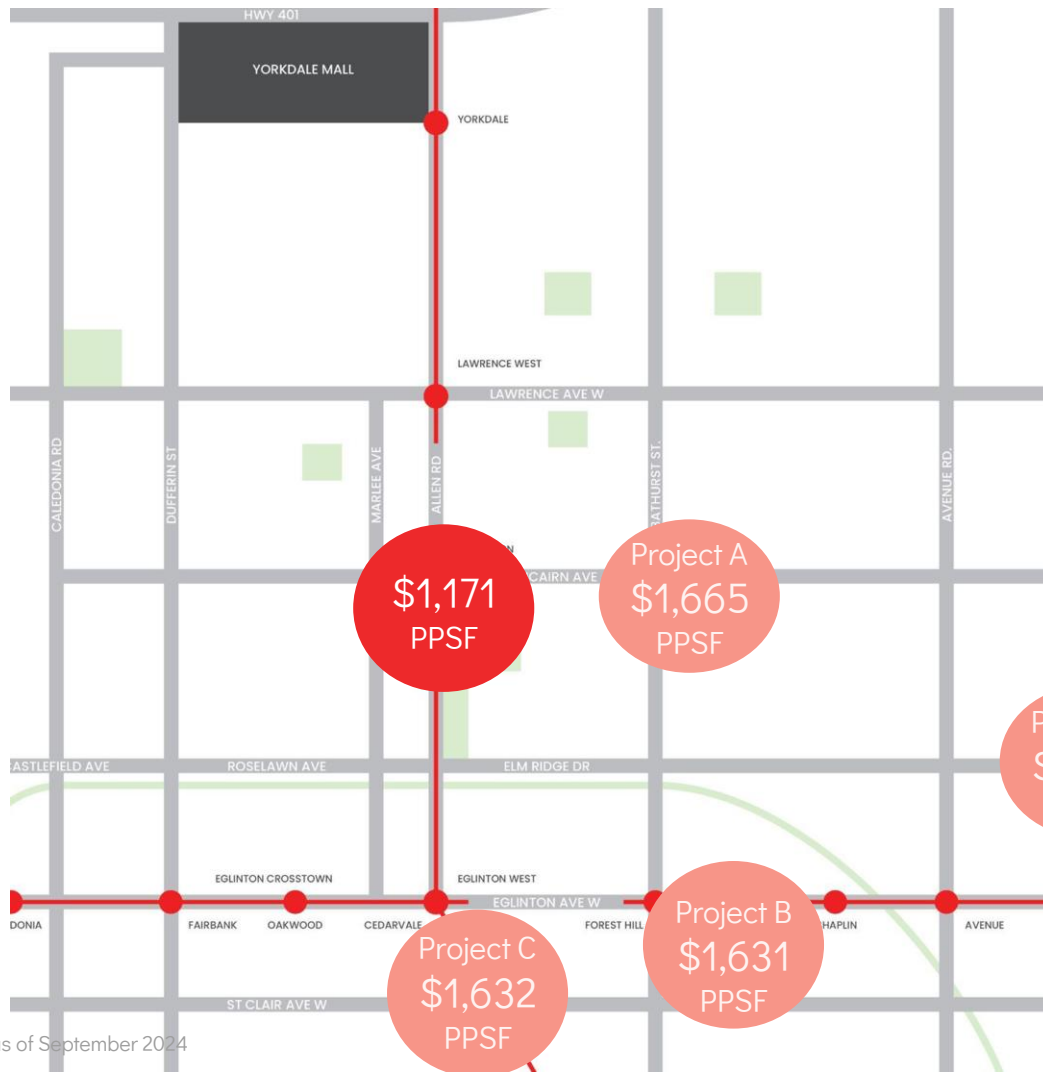 HWY 401
YORKDALE MALL
YORKDALE
LAWRENCE WEST
LAWRENCE AVE W
CALEDONIA RD
DUFFERIN ST
MARLEE AVE
ALLEN RD
BATHURST ST.
AVENUE RD.
N
CAIRN AVE
$1,171
PPSF
Project A
$1,665
PPSF
P
$
ASTLEFIELD AVE
ROSELAWN AVE
ELM RIDGE DR
EGLINTON CROSSTOWN
EGLINTON WEST
EGLINTON AVE W
DONIA
FAIRBANK
OAKWOOD
CEDARVALE
FOREST HILL
HAPLIN
AVENUE
Project B
$1,631
PPSF
Project C
$1,632
PPSF
ST CLAIR AVE W
s of September 2024